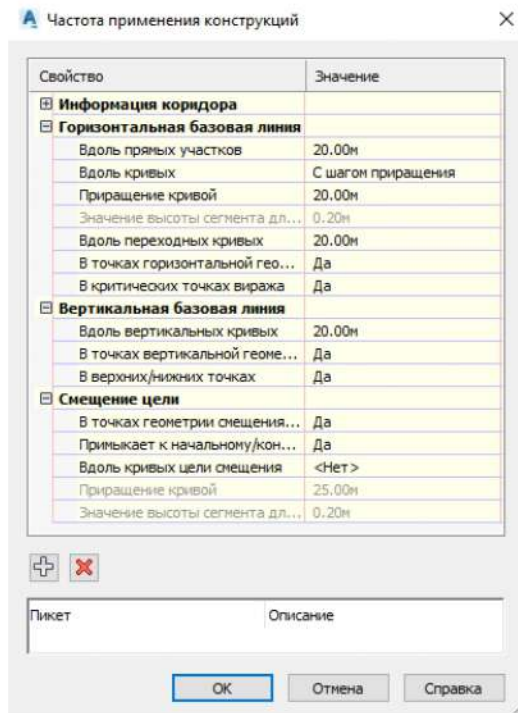 Частота применения конструкций
Свойство Значение
Информация коридора
Горизонтальная базовая линия
Вдоль прямых участков 20.00м
Вдоль кривых С шагом приращения
Приращение кривой 20.00м
Значение высоты сегмента дл... 0.20м
Вдоль переходных кривых 20.00м
В точках горизонтальной гео... Да
В критических точках виража Да
Вертикальная базовая линия
Вдоль вертикальных кривых 20.00м
В точках вертикальной геоме... Да
В верхних/нижних точках Да
Смещение цели
В точках геометрии смещения... Да
Примыкает к начальному/кон... Да
Вдоль кривых цели смещения <Нет>
Приращение кривой 25.00м
Значение высоты сегмента дл... 0.20м
Пикет Описание
ОК Отмена Справка